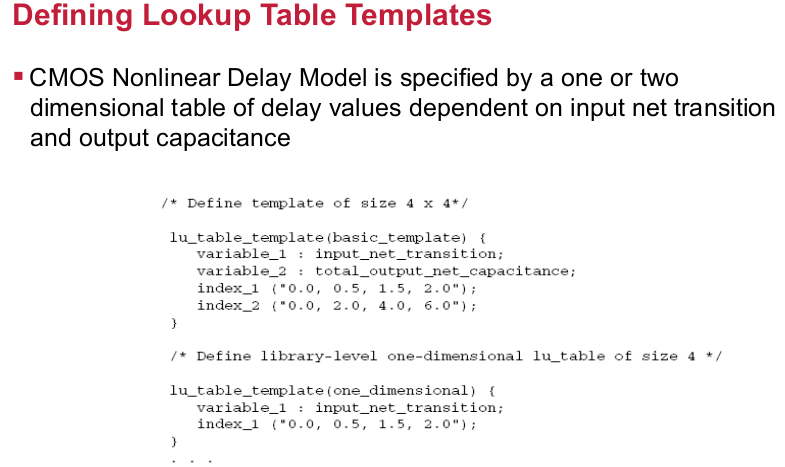 Defining Lookup Table Templates
▪ CMOS Nonlinear Delay Model is specified by a one or two
dimensional table of delay values dependent on input net transition
and output capacitance
/* Define template of size 4 x 4*/
lu_table_template(basic_template) {
variable_1 : input_net_transition;
variable_2 : total_output_net_capacitance;
index_1 ("0.0, 0.5, 1.5, 2.0");
index_2 ("0.0, 2.0, 4.0, 6.0");
}
/* Define library-level one-dimensional lu_table of size 4 */
lu_table_template(one_dimensional) {
variable_1 : input_net_transition;
index_1 ("0.0, 0.5, 1.5, 2.0");
}
. . .